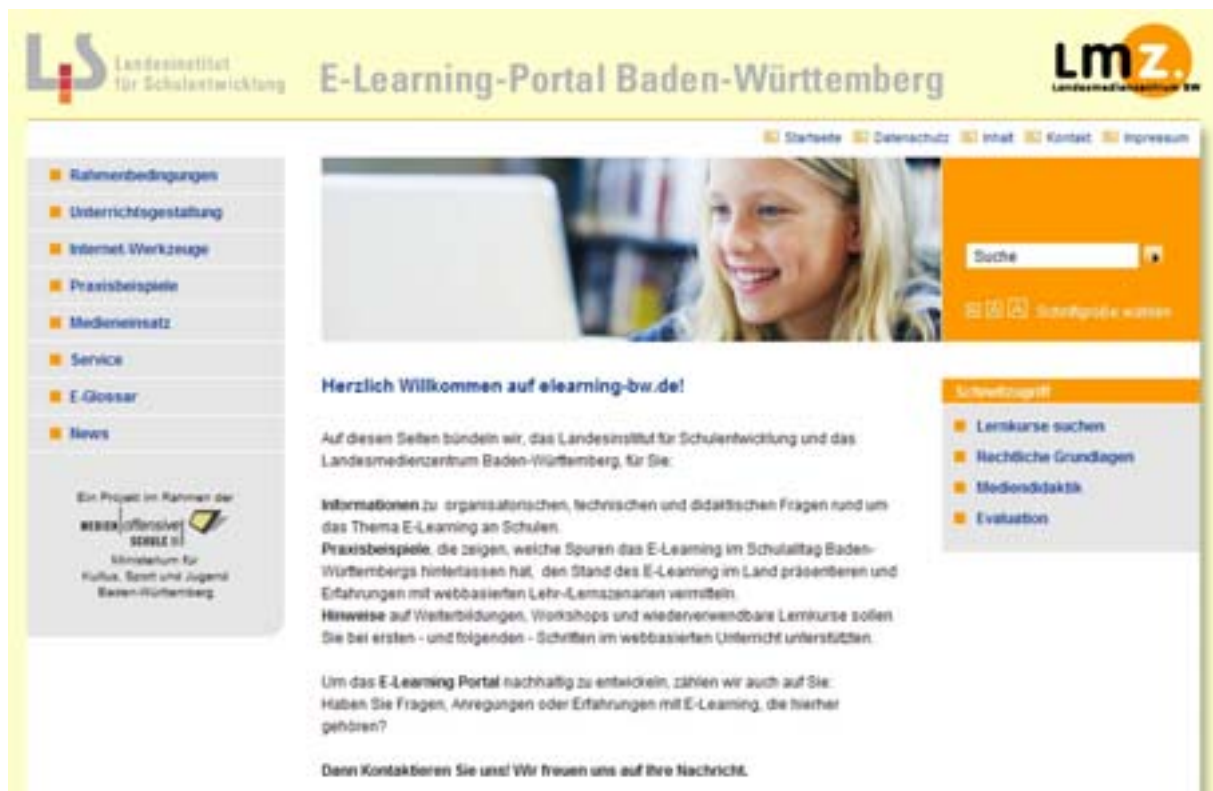 LS Landesinstitut
für Schulentwicklung
E-Learning-Portal Baden-Württemberg
Lmz.
Landesmedienzentrum BW
Startseite Datenschutz Inhalt Kontakt Impressum
Rahmenbedingungen
Unterrichtsgestaltung
Internet-Werkzeuge
Praxisbeispiele
Medieneinsatz
Service
E-Glossar
News
Ein Projekt im Rahmen der
MEDIEN offensive
SCHULE II
Ministerium für
Kultus, Sport und Jugend
Baden-Württemberg
Suche
A A A Schriftgröße wählen
Herzlich Willkommen auf elearning-bw.de!
Auf diesen Seiten bündeln wir, das Landesinstitut für Schulentwicklung und das
Landesmedienzentrum Baden-Württemberg, für Sie:
Informationen zu organisatorischen, technischen und didaktischen Fragen rund um
das Thema E-Learning an Schulen.
Praxisbeispiele, die zeigen, welche Spuren das E-Learning im Schulalltag Baden-
Württembergs hinterlassen hat, den Stand des E-Learning im Land präsentieren und
Erfahrungen mit webbasierten Lehr-/Lernszenarien vermitteln.
Hinweise auf Weiterbildungen, Workshops und wiederverwendbare Lernkurse sollen
Sie bei ersten - und folgenden - Schritten im webbasierten Unterricht unterstützten.
Um das E-Learning Portal nachhaltig zu entwickeln, zählen wir auch auf Sie:
Haben Sie Fragen, Anregungen oder Erfahrungen mit E-Learning, die hierher
gehören?
Dann Kontaktieren Sie uns! Wir freuen uns auf Ihre Nachricht.
Schnellzugriff
Lernkurse suchen
Rechtliche Grundlagen
Mediendidaktik
Evaluation